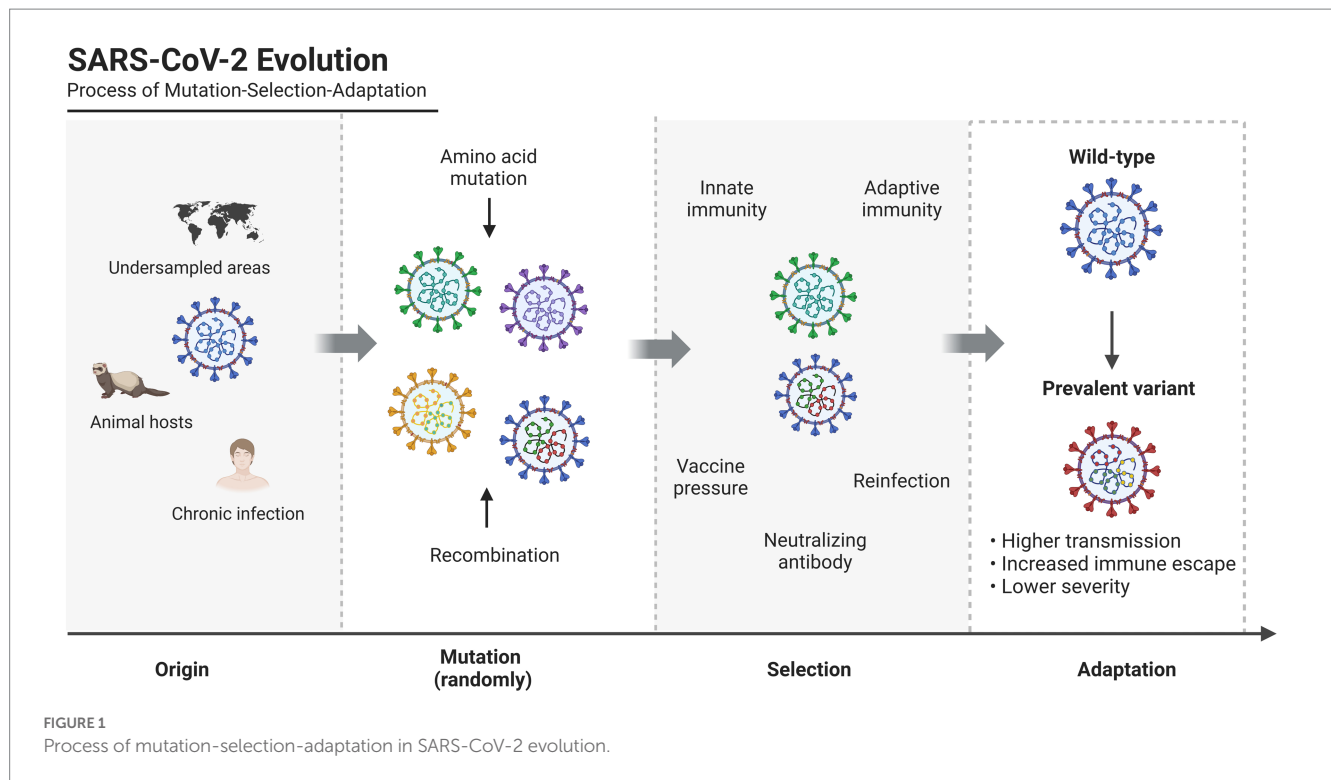 SARS-CoV-2 Evolution
Process of Mutation-Selection-Adaptation
Undersampled areas
Animal hosts
Chronic infection
Amino acid
mutation
Recombination
Innate
immunity
Adaptive
immunity
Vaccine
pressure
Reinfection
Neutralizing
antibody
Wild-type
Prevalent variant
• Higher transmission
• Increased immune escape
• Lower severity
Origin
Mutation
(randomly)
Selection
Adaptation
FIGURE 1
Process of mutation-selection-adaptation in SARS-CoV-2 evolution.